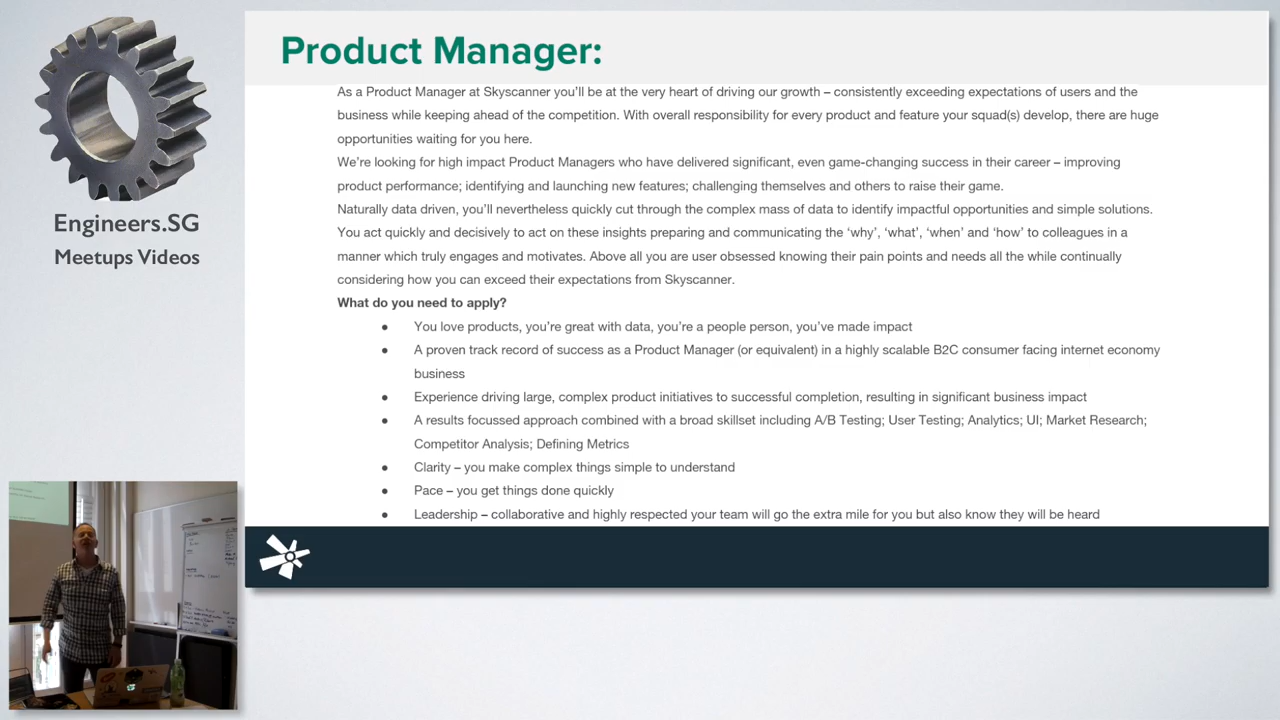 Product Manager:
As a Product Manager at Skyscanner you'll be at the very heart of driving our growth – consistently exceeding expectations of users and the
business while keeping ahead of the competition. With overall responsibility for every product and feature your squad(s) develop, there are huge
opportunities waiting for you here.
We're looking for high impact Product Managers who have delivered significant, even game-changing success in their career – improving
product performance; identifying and launching new features; challenging themselves and others to raise their game.
Naturally data driven, you'll nevertheless quickly cut through the complex mass of data to identify impactful opportunities and simple solutions.
You act quickly and decisively to act on these insights preparing and communicating the 'why', 'what', 'when' and 'how' to colleagues in a
manner which truly engages and motivates. Above all you are user obsessed knowing their pain points and needs all the while continually
considering how you can exceed their expectations from Skyscanner.
What do you need to apply?
● You love products, you're great with data, you're a people person, you've made impact
● A proven track record of success as a Product Manager (or equivalent) in a highly scalable B2C consumer facing internet economy
business
● Experience driving large, complex product initiatives to successful completion, resulting in significant business impact
● A results focussed approach combined with a broad skillset including A/B Testing; User Testing; Analytics; UI; Market Research;
Competitor Analysis; Defining Metrics
● Clarity – you make complex things simple to understand
● Pace – you get things done quickly
● Leadership – collaborative and highly respected your team will go the extra mile for you but also know they will be heard
Engineers.SG
Meetups Videos